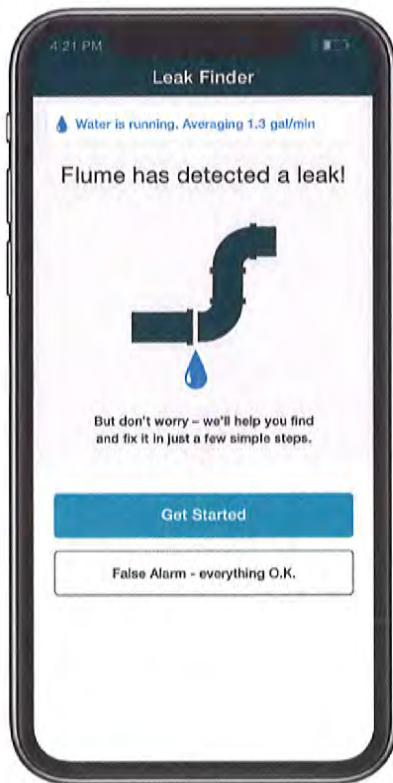 4:21 PM
Leak Finder
Water is running. Averaging 1.3 gal/min
Flume has detected a leak!
But don't worry – we'll help you find
and fix it in just a few simple steps.
Get Started
False Alarm - everything O.K.